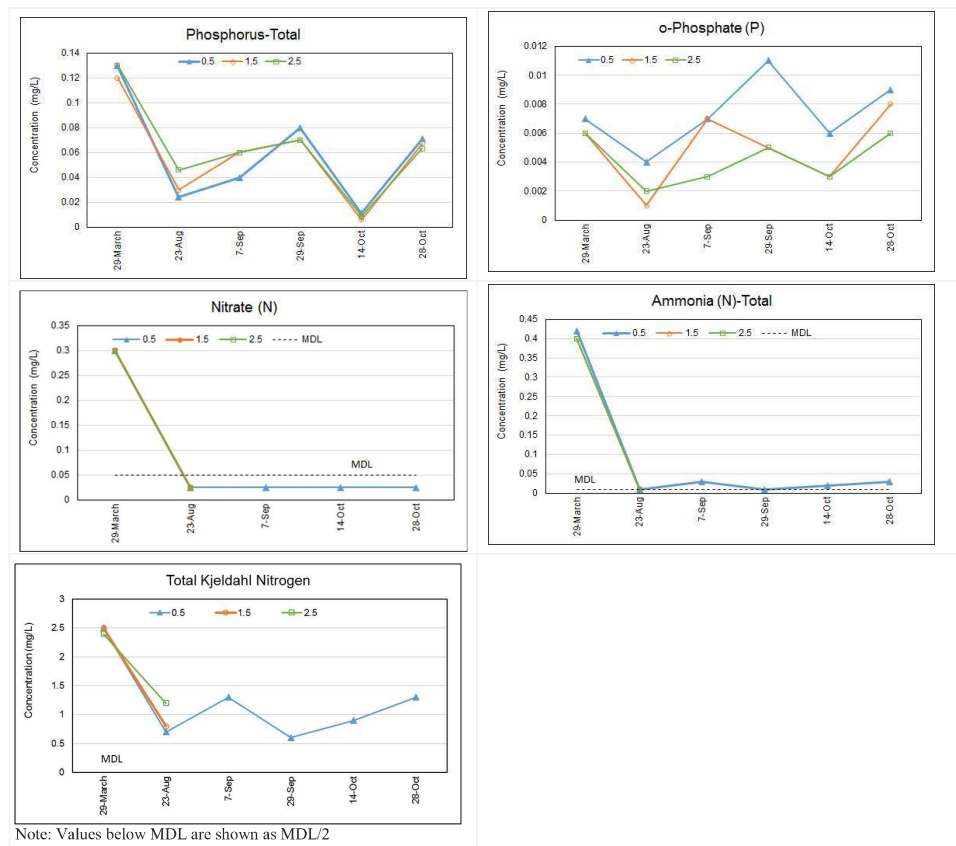 Phosphorus-Total
0.5 1.5 2.5
Concentration (mg/L)
0.14
0.12
0.1
0.08
0.06
0.04
0.02
0
29-March 23-Aug 7-Sep 29-Sep 14-Oct 28-Oct
o-Phosphate (P)
0.5 1.5 2.5
Concentration (mg/L)
0.012
0.01
0.008
0.006
0.004
0.002
0
29-March 23-Aug 7-Sep 29-Sep 14-Oct 28-Oct
Nitrate (N)
0.5 1.5 2.5 MDL
Concentration (mg/L)
0.35
0.3
0.25
0.2
0.15
0.1
0.05
0
MDL
29-March 23-Aug 7-Sep 14-Oct 28-Oct
Ammonia (N)-Total
0.5 1.5 2.5 MDL
Concentration (mg/L)
0.45
0.4
0.35
0.3
0.25
0.2
0.15
0.1
0.05
0
MDL
29-March 23-Aug 7-Sep 29-Sep 14-Oct 28-Oct
Total Kjeldahl Nitrogen
0.5 1.5 2.5
Concentration (mg/L)
3
2.5
2
1.5
1
0.5
0
MDL
29-March 23-Aug 7-Sep 29-Sep 14-Oct 28-Oct
Note: Values below MDL are shown as MDL/2